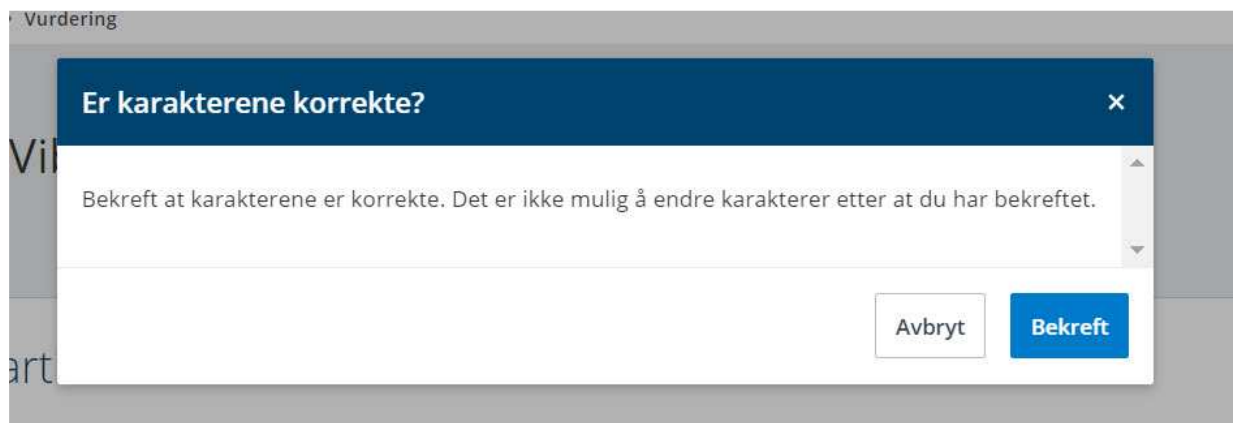 Vurdering
Er karakterene korrekte?
Bekreft at karakterene er korrekte. Det er ikke mulig å endre karakterer etter at du har bekreftet.
Avbryt
Bekreft